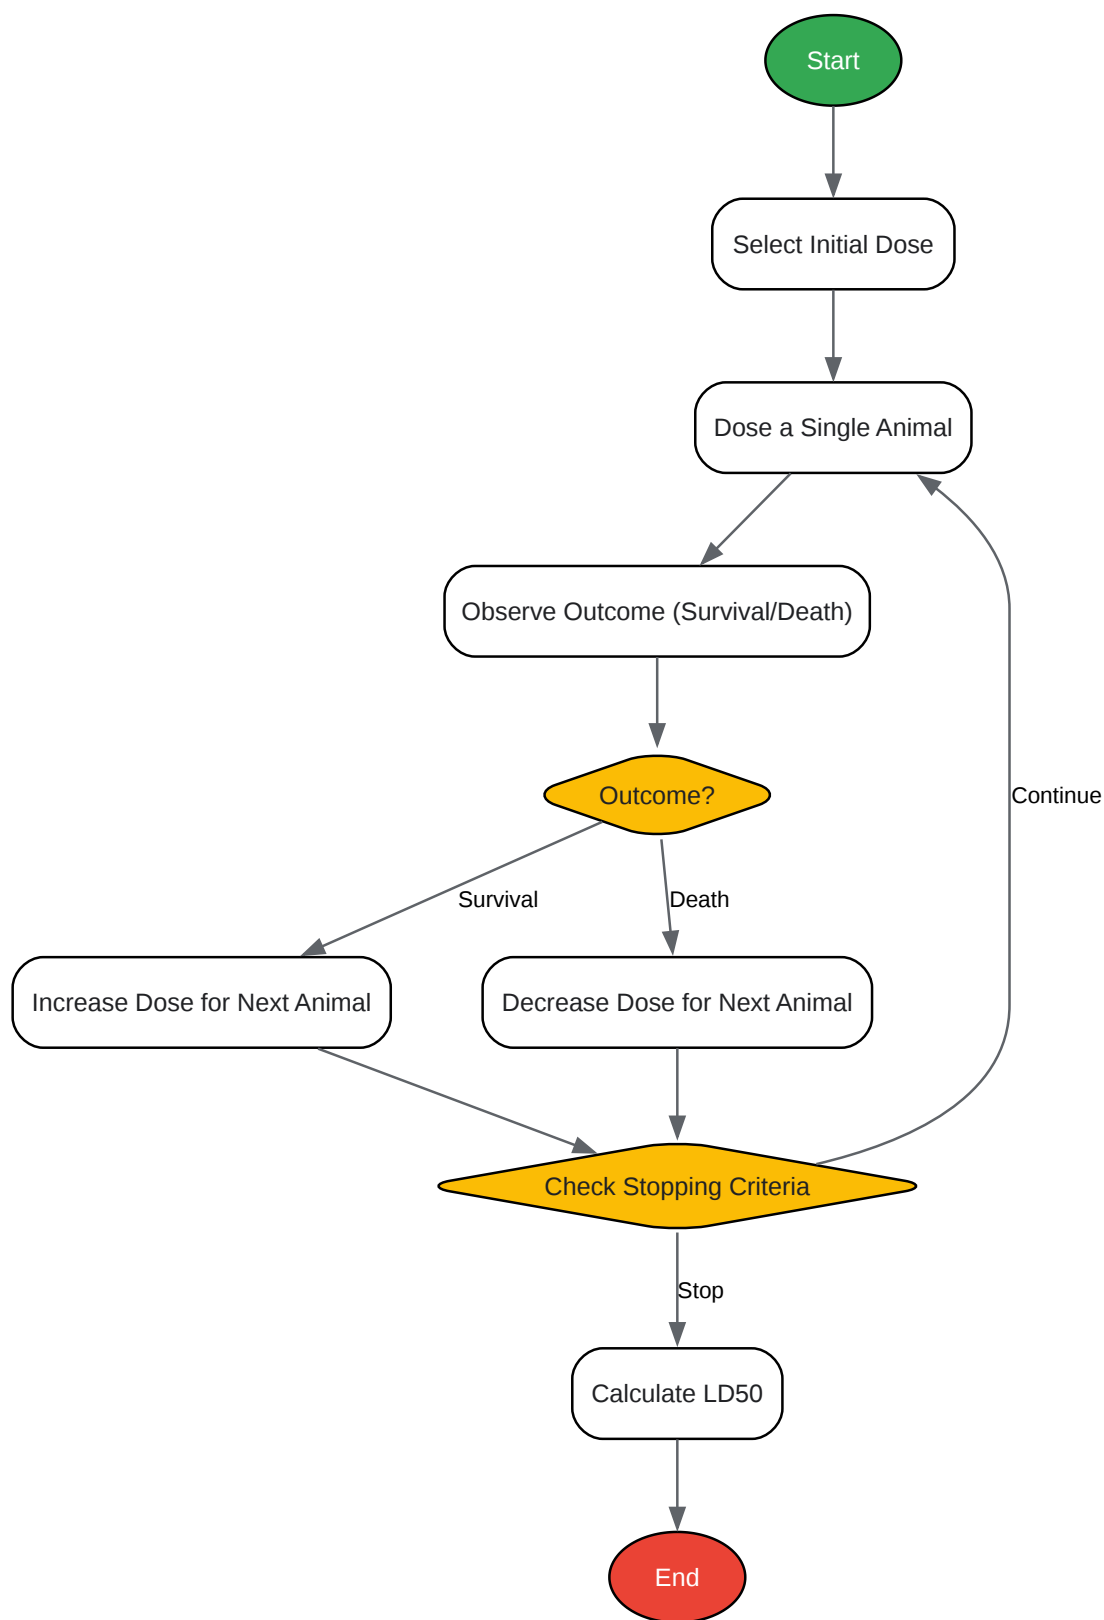 Start
Select Initial Dose
Dose a Single Animal
Observe Outcome (Survival/Death)
Outcome?
Continue
Survival
Death
Increase Dose for Next Animal
Decrease Dose for Next Animal
Check Stopping Criteria
Stop
Calculate LD50
End